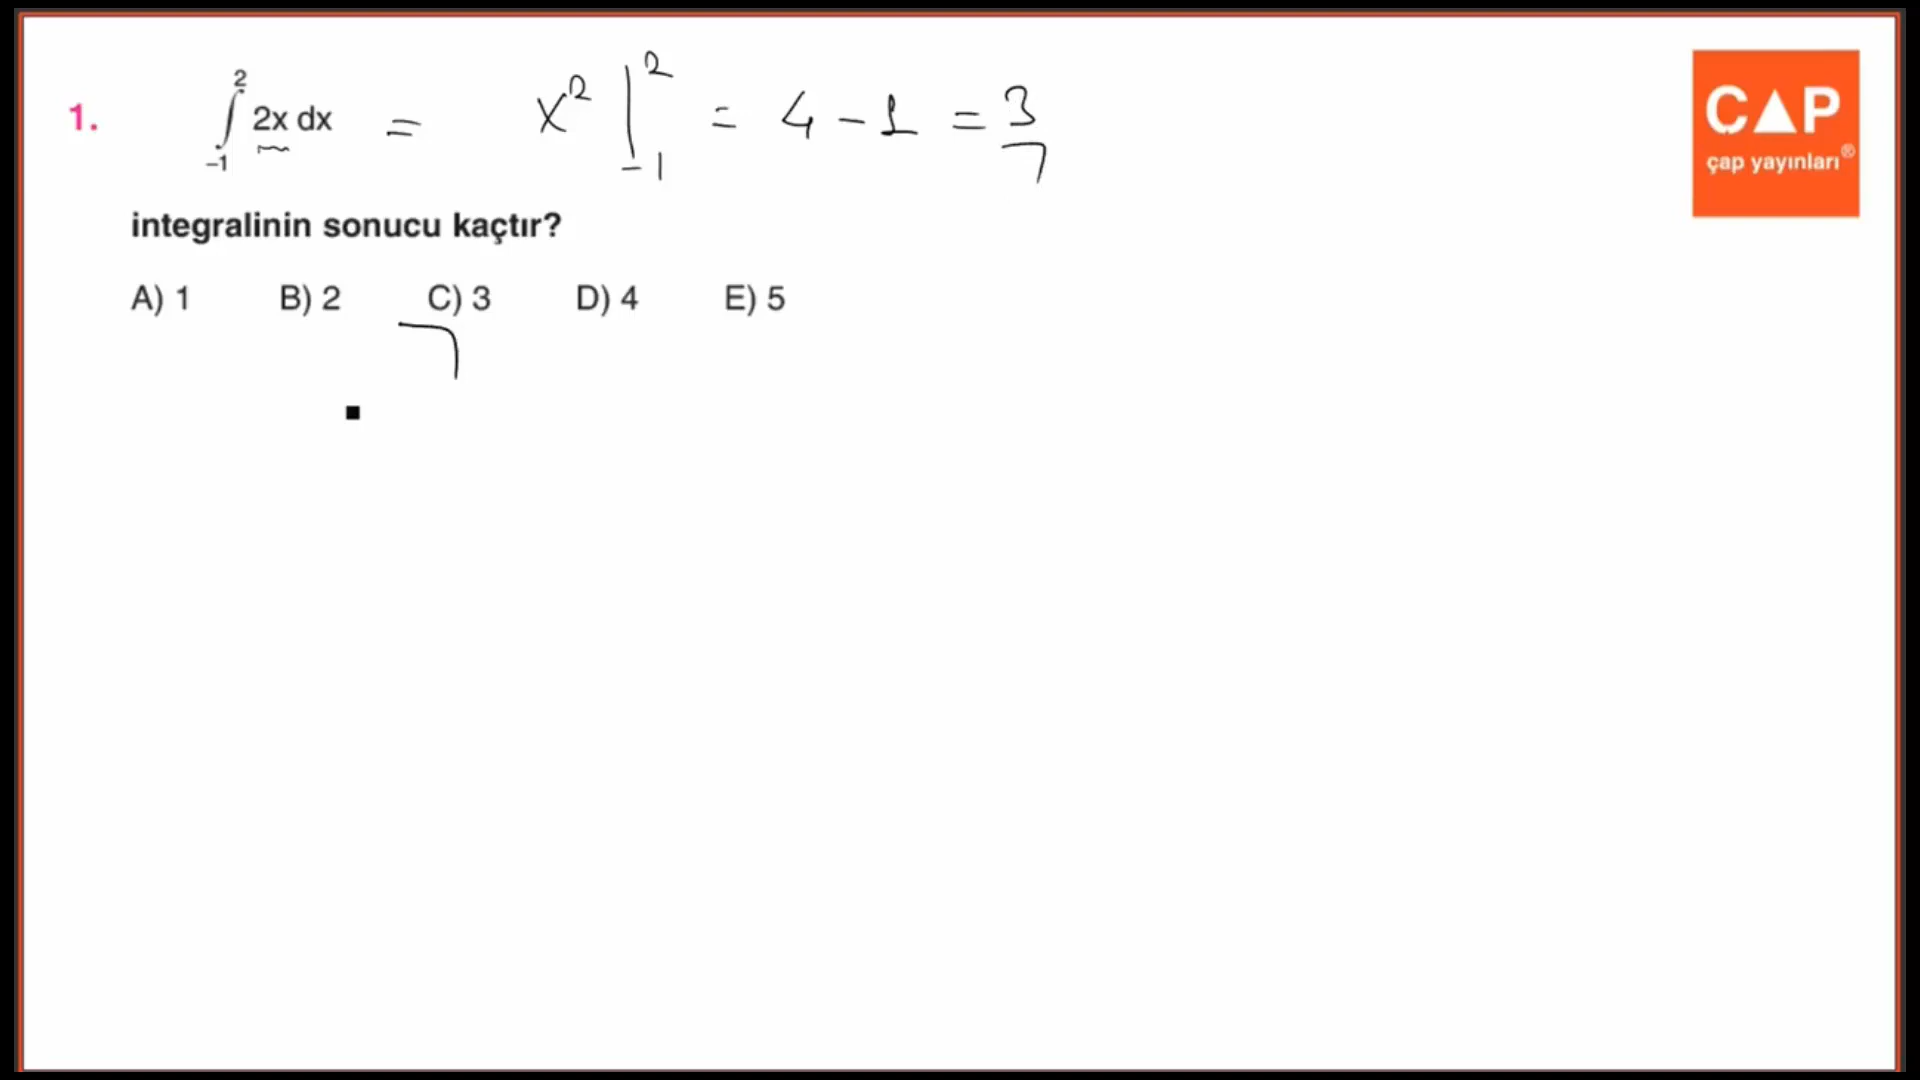 1. ∫₋₁² 2x dx = x² |₋₁² = 4 - 1 = 3
integralinin sonucu kaçtır?
A) 1 B) 2 C) 3 D) 4 E) 5
ÇAP
çap yayınları®